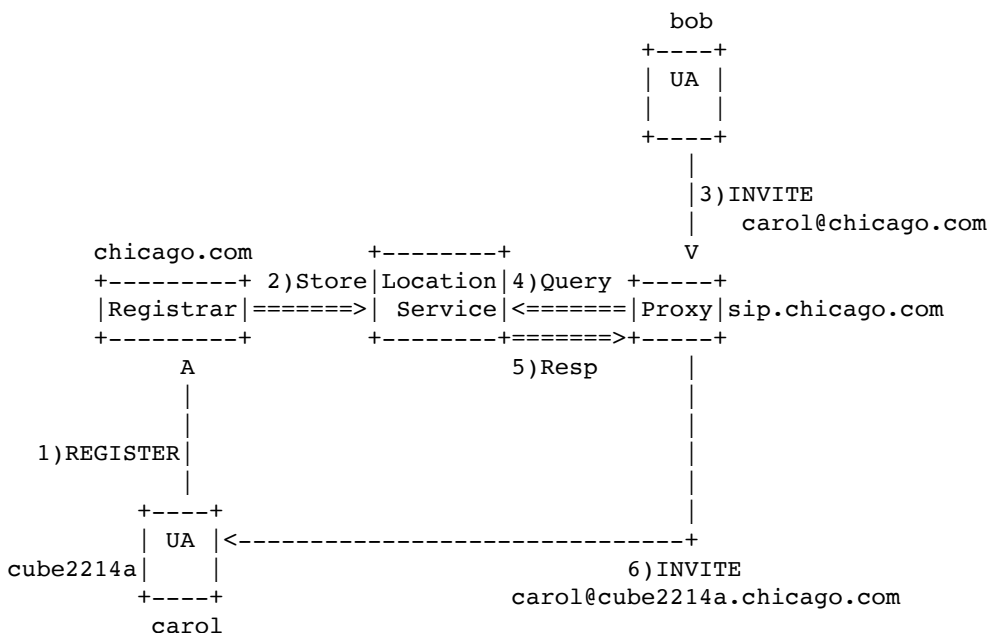 bob
                                               +----+
                                               | UA |
                                               |    |
                                               +----+
                                                  |
                                                  |3)INVITE
                                                  |   carol@chicago.com
      chicago.com        +--------+               V
      +---------+ 2)Store|Location|4)Query +-----+
      |Registrar|=======>| Service|<=======|Proxy|sip.chicago.com
      +---------+        +--------+=======>+-----+
            A                      5)Resp      |
            |                                  |
            |                                  |
  1)REGISTER|                                  |
            |                                  |
         +----+                                |
         | UA |<-------------------------------+
cube2214a|    |                            6)INVITE
         +----+                    carol@cube2214a.chicago.com
          carol